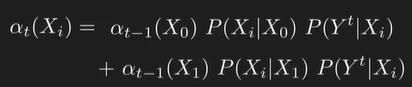 αₜ(Xᵢ) = αₜ₋₁(X₀) P(Xᵢ|X₀) P(Yᵗ|Xᵢ)
+ αₜ₋₁(X₁) P(Xᵢ|X₁) P(Yᵗ|Xᵢ)